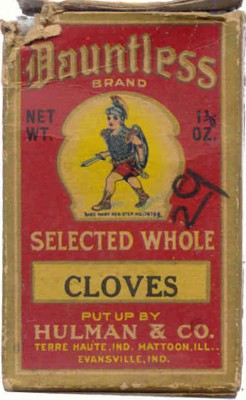 Dauntless
BRAND
NET WT. 1⅛ OZ.
29
SELECTED WHOLE
CLOVES
PUT UP BY
HULMAN & CO.
TERRE HAUTE, IND. MATTOON, ILL..
EVANSVILLE, IND.